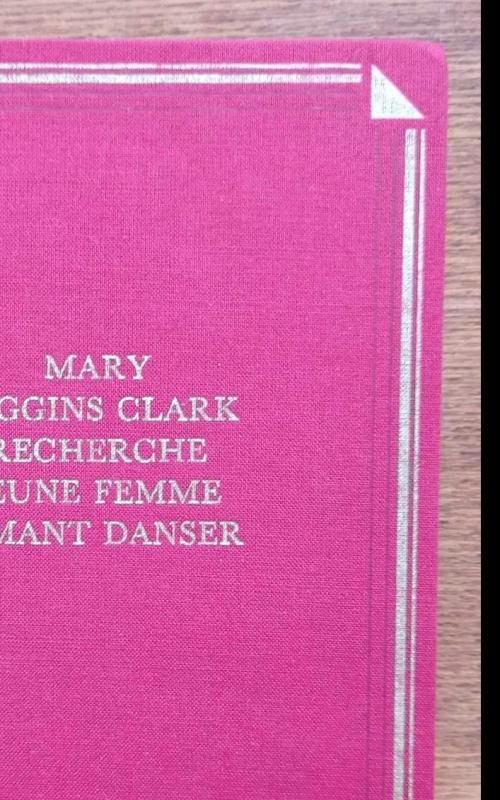 MARY
GGINS CLARK
RECHERCHE
EUNE FEMME
MANT DANSER